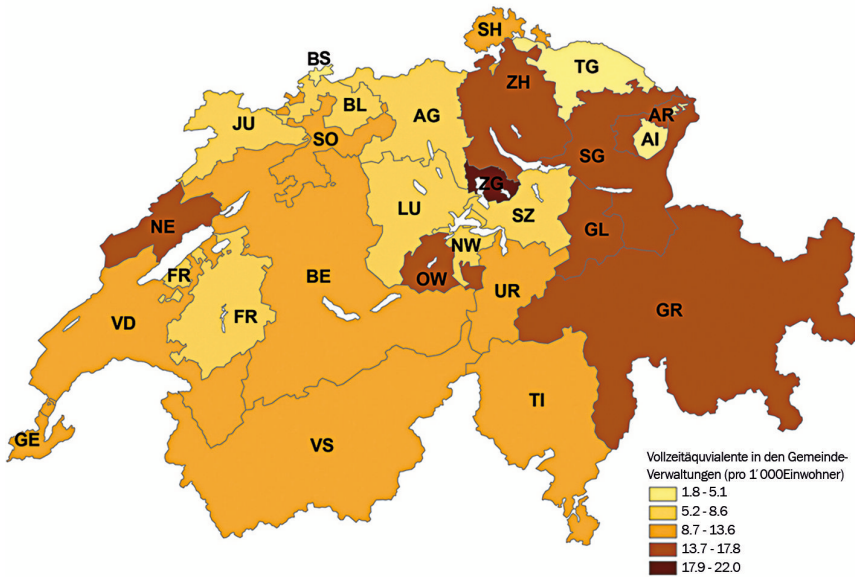 SH
BS
TG
ZH
BL
AG
JU
AR
SO
AI
SG
ZG
LU
SZ
NE
GL
NW
FR
BE
OW
UR
GR
VD
FR
TI
GE
VS
Vollzeitäquvialente in den Gemeinde-
Verwaltungen (pro 1´000Einwohner)
1.8 - 5.1
5.2 - 8.6
8.7 - 13.6
13.7 - 17.8
17.9 - 22.0